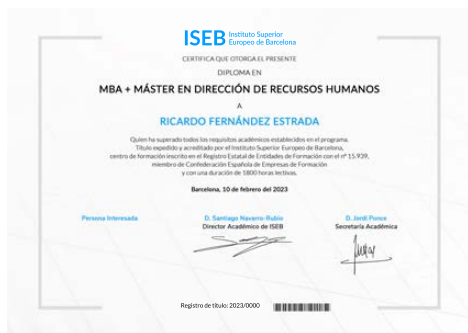 ISEB Instituto Superior
Europeo de Barcelona
CERTIFICA QUE OTORGA EL PRESENTE
DIPLOMA EN
MBA + MÁSTER EN DIRECCIÓN DE RECURSOS HUMANOS
A
RICARDO FERNÁNDEZ ESTRADA
Quien ha superado todos los requisitos académicos establecidos en el programa.
Título expedido y acreditado por el Instituto Superior Europeo de Barcelona,
centro de formación inscrito en el Registro Estatal de Entidades de Formación con el nº 15.939,
miembro de Confederación Española de Empresas de Formación
y con una duración de 1800 horas lectivas.
Barcelona, 10 de febrero del 2023
Persona Interesada
D. Santiago Navarro-Rubio
Director Académico de ISEB
D. Jordi Ponce
Secretaría Académica
Registro de título: 2023/0000